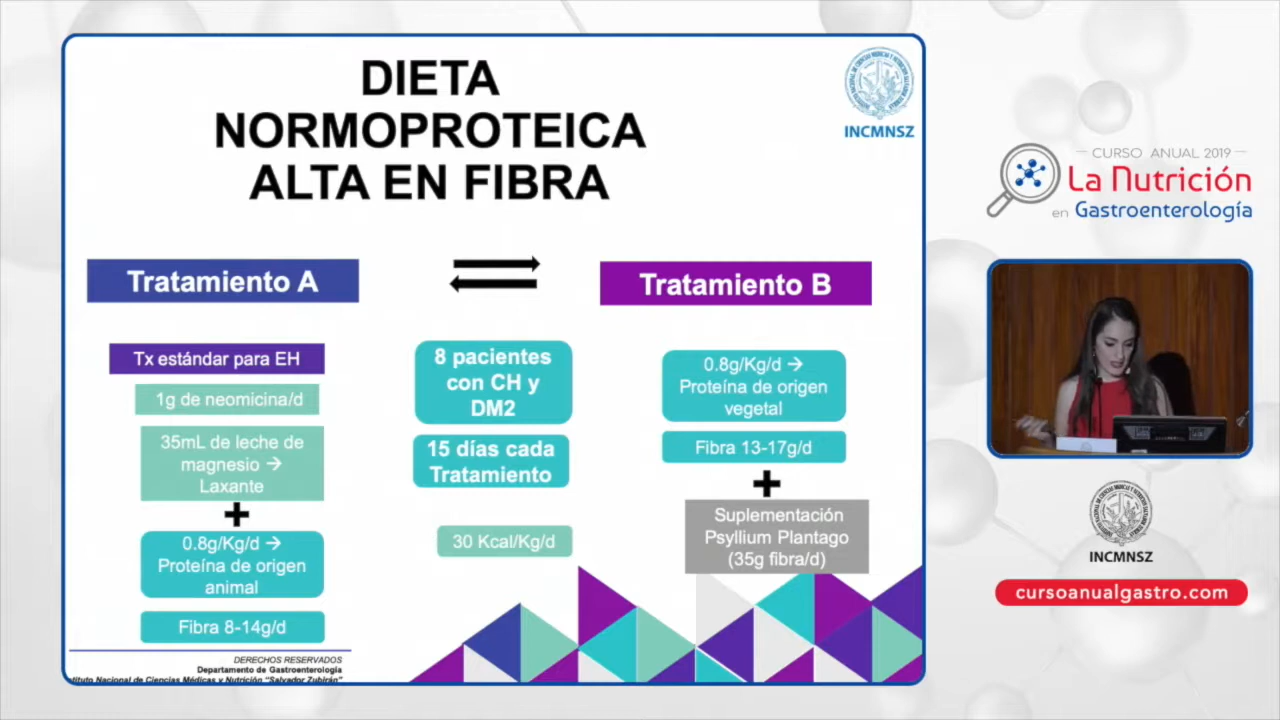 DIETA
NORMOPROTEICA
ALTA EN FIBRA
INCMNSZ
Tratamiento A
Tx estándar para EH
1g de neomicina/d
35mL de leche de
magnesio →
Laxante
+
0.8g/Kg/d →
Proteína de origen
animal
Fibra 8-14g/d
8 pacientes
con CH y
DM2
15 días cada
Tratamiento
30 Kcal/Kg/d
Tratamiento B
0.8g/Kg/d →
Proteína de origen
vegetal
Fibra 13-17g/d
+
Suplementación
Psyllium Plantago
(35g fibra/d)
DERECHOS RESERVADOS
Departamento de Gastroenterología
Nacional de Ciencias Médicas y Nutrición "Salvador Zubirán"
CURSO ANUAL 2019
La Nutrición
en Gastroenterología
INCMNSZ
cursoanualgastro.com